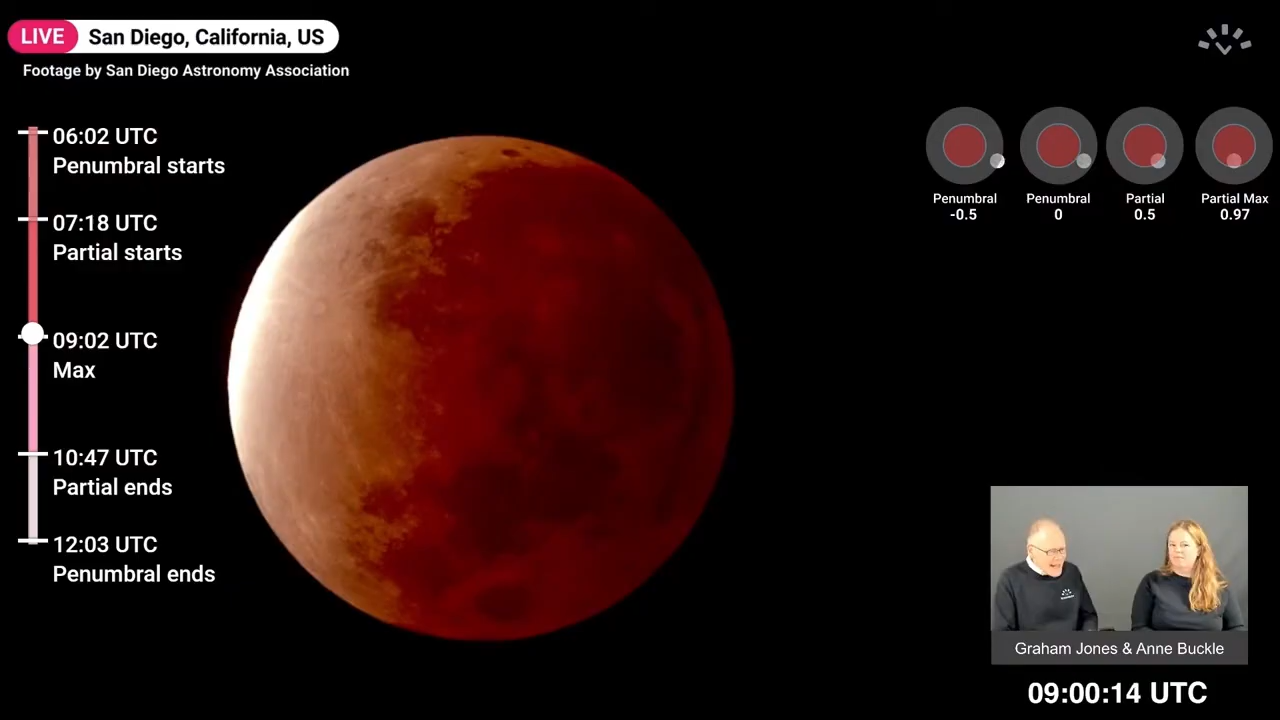 LIVE San Diego, California, US
Footage by San Diego Astronomy Association
06:02 UTC
Penumbral starts
07:18 UTC
Partial starts
09:02 UTC
Max
10:47 UTC
Partial ends
12:03 UTC
Penumbral ends
Penumbral
-0.5
Penumbral
0
Partial
0.5
Partial Max
0.97
Graham Jones & Anne Buckle
09:00:14 UTC